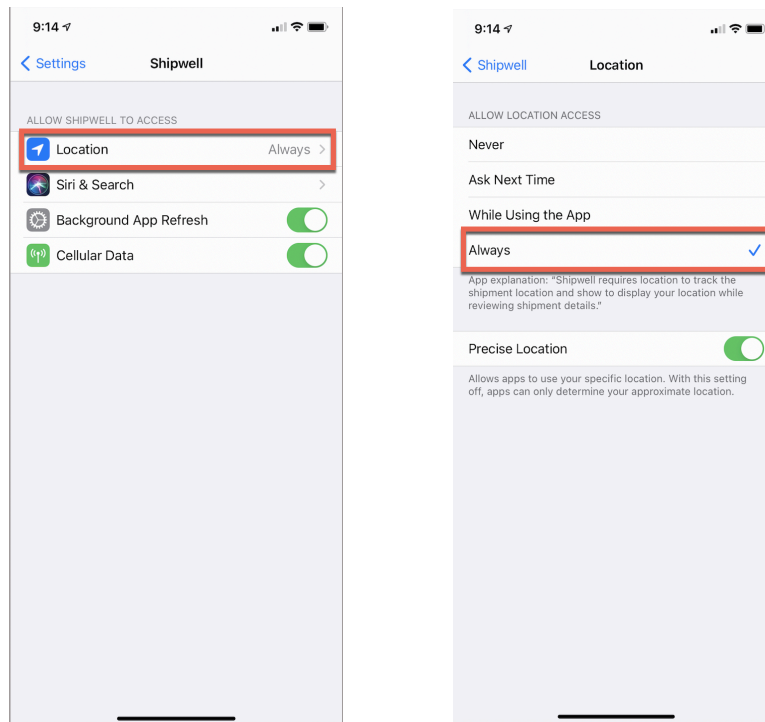 9:14
Settings
Shipwell
ALLOW SHIPWELL TO ACCESS
Location
Always
Siri & Search
Background App Refresh
Cellular Data
9:14
Shipwell
Location
ALLOW LOCATION ACCESS
Never
Ask Next Time
While Using the App
Always
App explanation: “Shipwell requires location to track the
shipment location and show to display your location while
reviewing shipment details.”
Precise Location
Allows apps to use your specific location. With this setting
off, apps can only determine your approximate location.